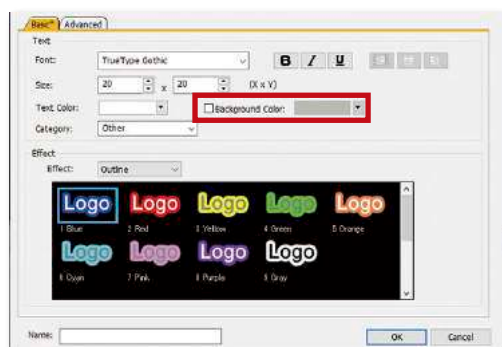 Basic* Advanced
Text
Font: TrueType Gothic B I U
Size: 20 x 20 (X x Y)
Text Color: Background Color:
Category: Other
Effect
Effect: Outline
Logo Logo Logo Logo Logo
1 Blue 2 Red 3 Yellow 4 Green 5 Orange
Logo Logo Logo Logo
6 Cyan 7 Pink 8 Purple 9 Gray
Name: OK Cancel